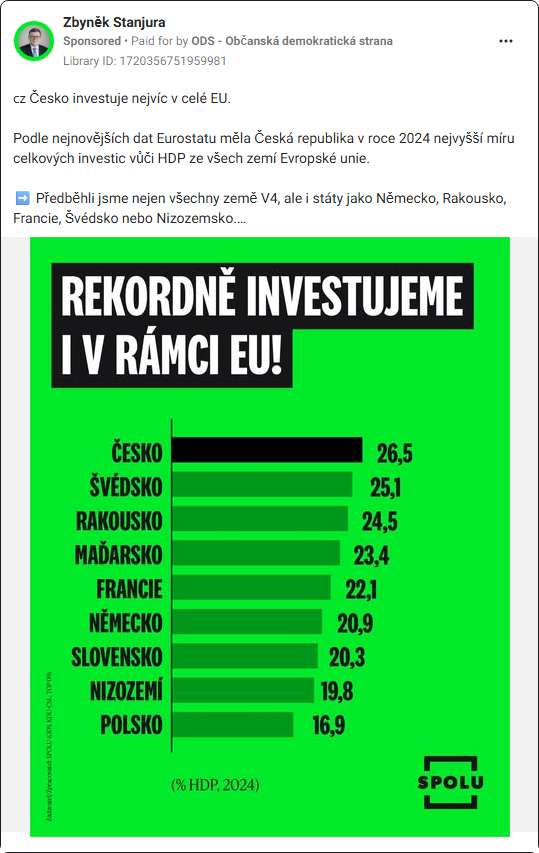 Zbyněk Stanjura
Sponsored • Paid for by ODS - Občanská demokratická strana
Library ID: 1720356751959981
cz Česko investuje nejvíc v celé EU.
Podle nejnovějších dat Eurostatu měla Česká republika v roce 2024 nejvyšší míru
celkových investic vůči HDP ze všech zemí Evropské unie.
➡️ Předběhli jsme nejen všechny země V4, ale i státy jako Německo, Rakousko,
Francie, Švédsko nebo Nizozemsko....
REKORDNĚ INVESTUJEME
I V RÁMCI EU!
ČESKO 26,5
ŠVÉDSKO 25,1
RAKOUSKO 24,5
MAĎARSKO 23,4
FRANCIE 22,1
NĚMECKO 20,9
SLOVENSKO 20,3
NIZOZEMÍ 19,8
POLSKO 16,9
(% HDP, 2024)
SPOLU
Zadavatel/Zpracovatel: SPOLU (ODS, KDU-ČSL, TOP 09)